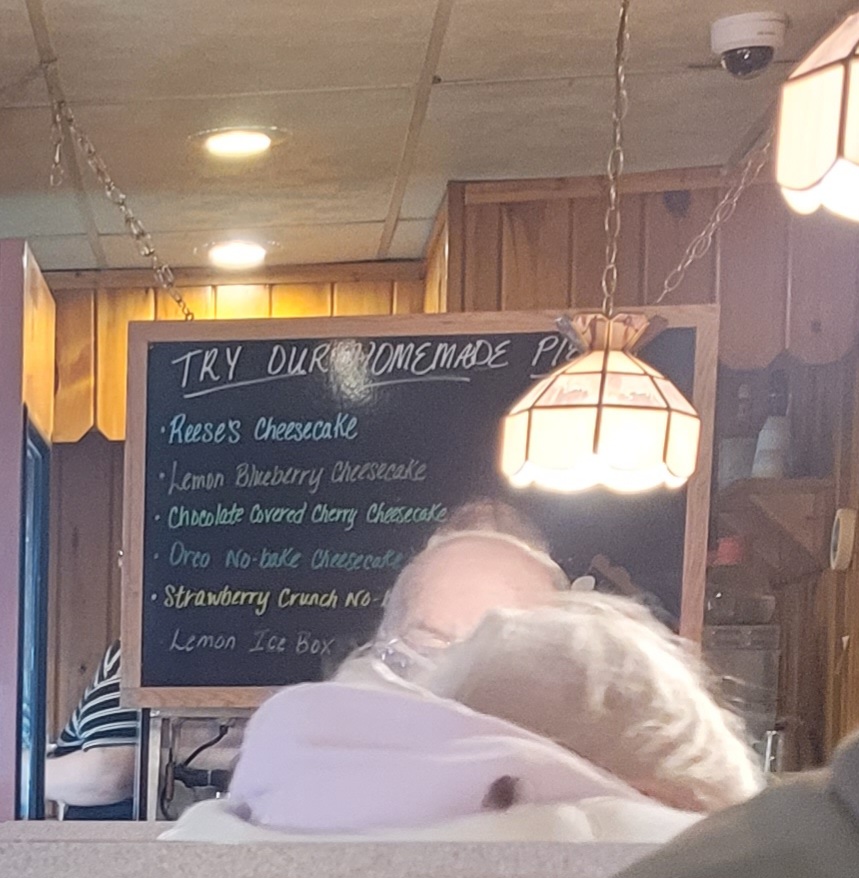 TRY OUR HOMEMADE PIE
• Reese's Cheesecake
• Lemon Blueberry Cheesecake
• Chocolate Covered Cherry Cheesecake
• Oreo No-bake Cheesecake
• Strawberry Crunch No-
Lemon Ice Box